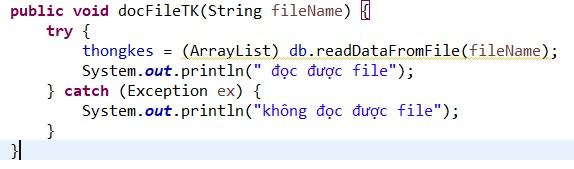 public void docFileTK(String fileName) {
try {
thongkes = (ArrayList) db.readDataFromFile(fileName);
System.out.println(" đọc được file");
} catch (Exception ex) {
System.out.println("không đọc được file");
}
}